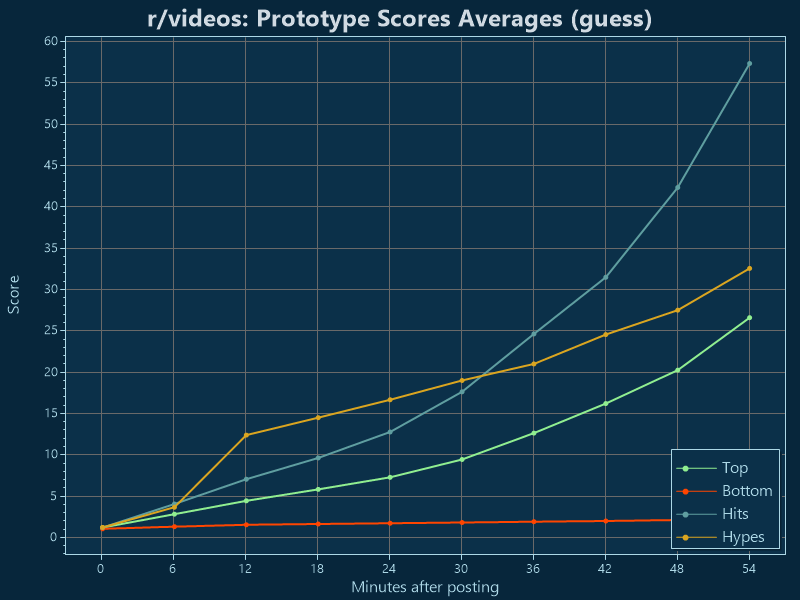 r/videos: Prototype Scores Averages (guess)
60
55
50
45
40
35
30
25
20
15
10
5
0
Score
Top
Bottom
Hits
Hypes
0 6 12 18 24 30 36 42 48 54
Minutes after posting